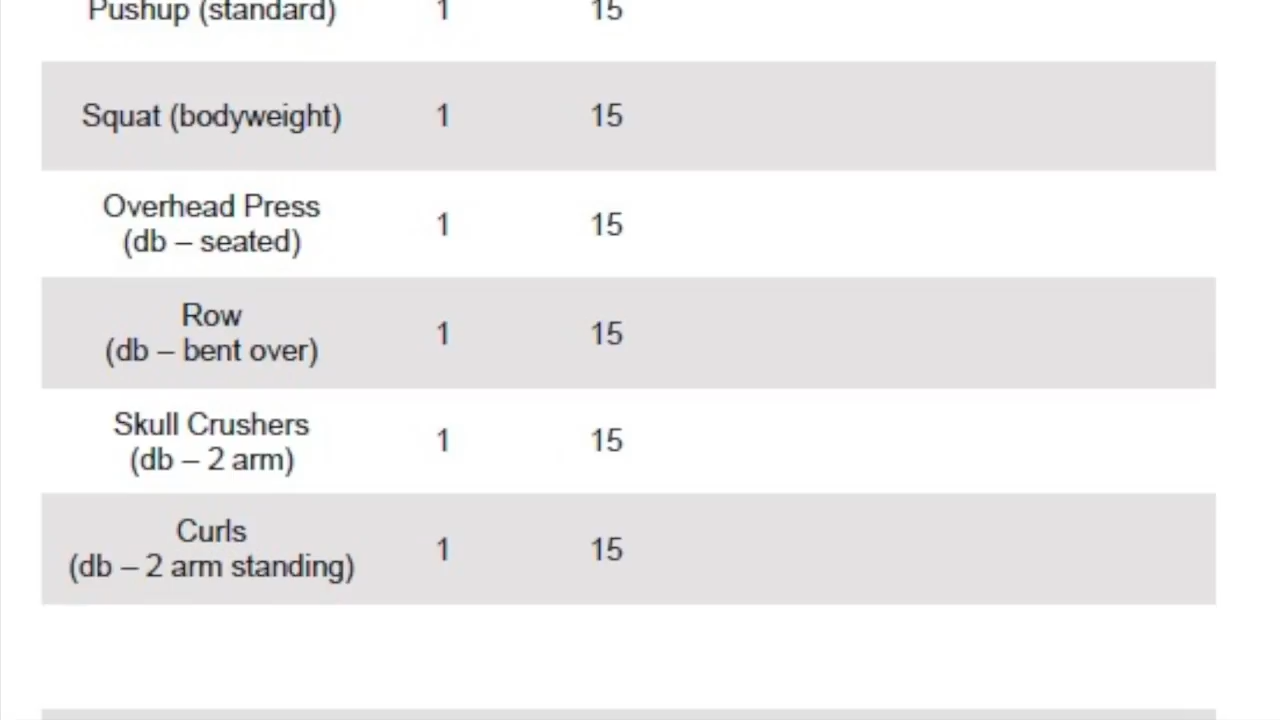 Pushup (standard) 1 15
Squat (bodyweight) 1 15
Overhead Press
(db – seated) 1 15
Row
(db – bent over) 1 15
Skull Crushers
(db – 2 arm) 1 15
Curls
(db – 2 arm standing) 1 15